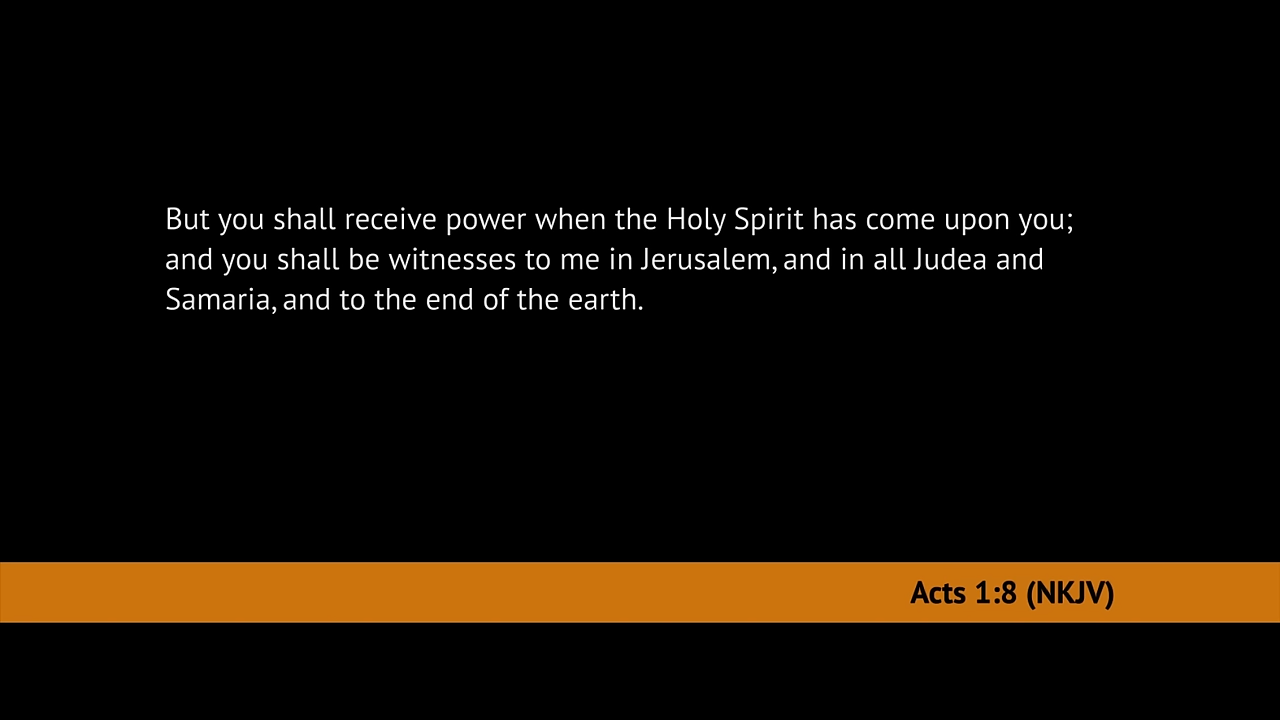 But you shall receive power when the Holy Spirit has come upon you;
and you shall be witnesses to me in Jerusalem, and in all Judea and
Samaria, and to the end of the earth.
Acts 1:8 (NKJV)